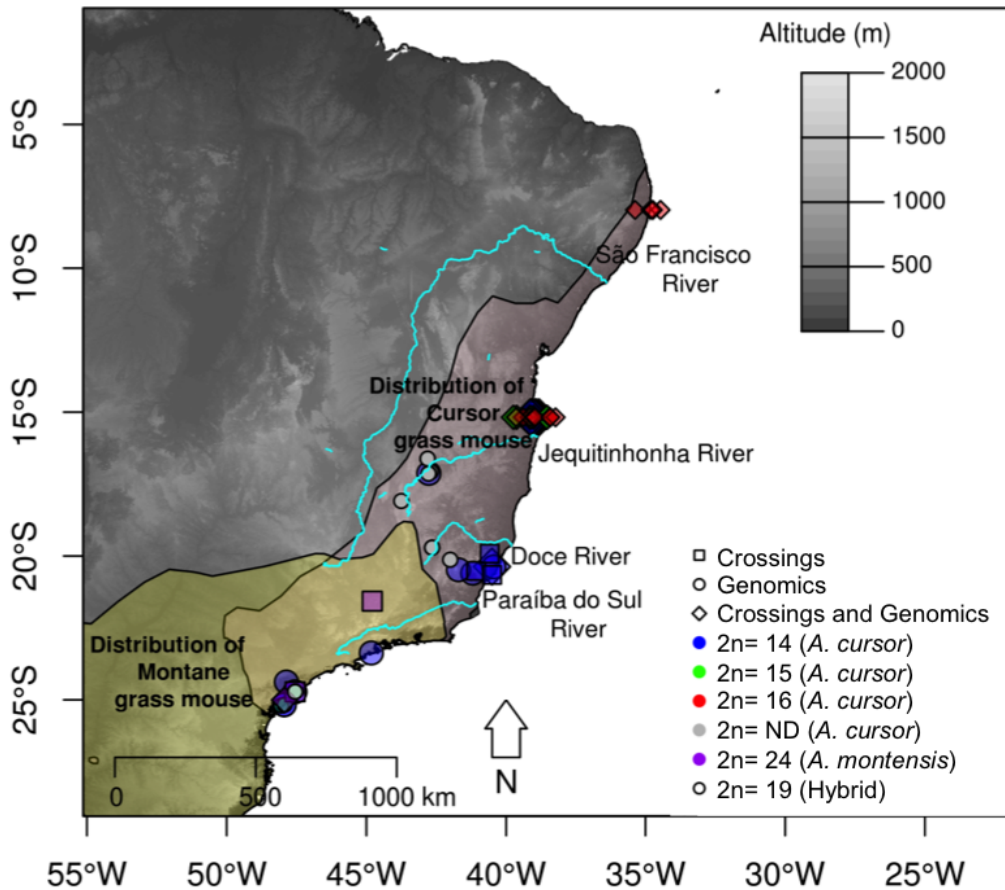 Altitude (m)
2000
1500
1000
500
0
5°S
10°S
15°S
20°S
25°S
São Francisco
River
Distribution of
Cursor
grass mouse
Jequitinhonha River
Doce River
Paraíba do Sul
River
Distribution of
Montane
grass mouse
Crossings
Genomics
Crossings and Genomics
2n= 14 (A. cursor)
2n= 15 (A. cursor)
2n= 16 (A. cursor)
2n= ND (A. cursor)
2n= 24 (A. montensis)
2n= 19 (Hybrid)
N
0 500 1000 km
55°W 50°W 45°W 40°W 35°W 30°W 25°W